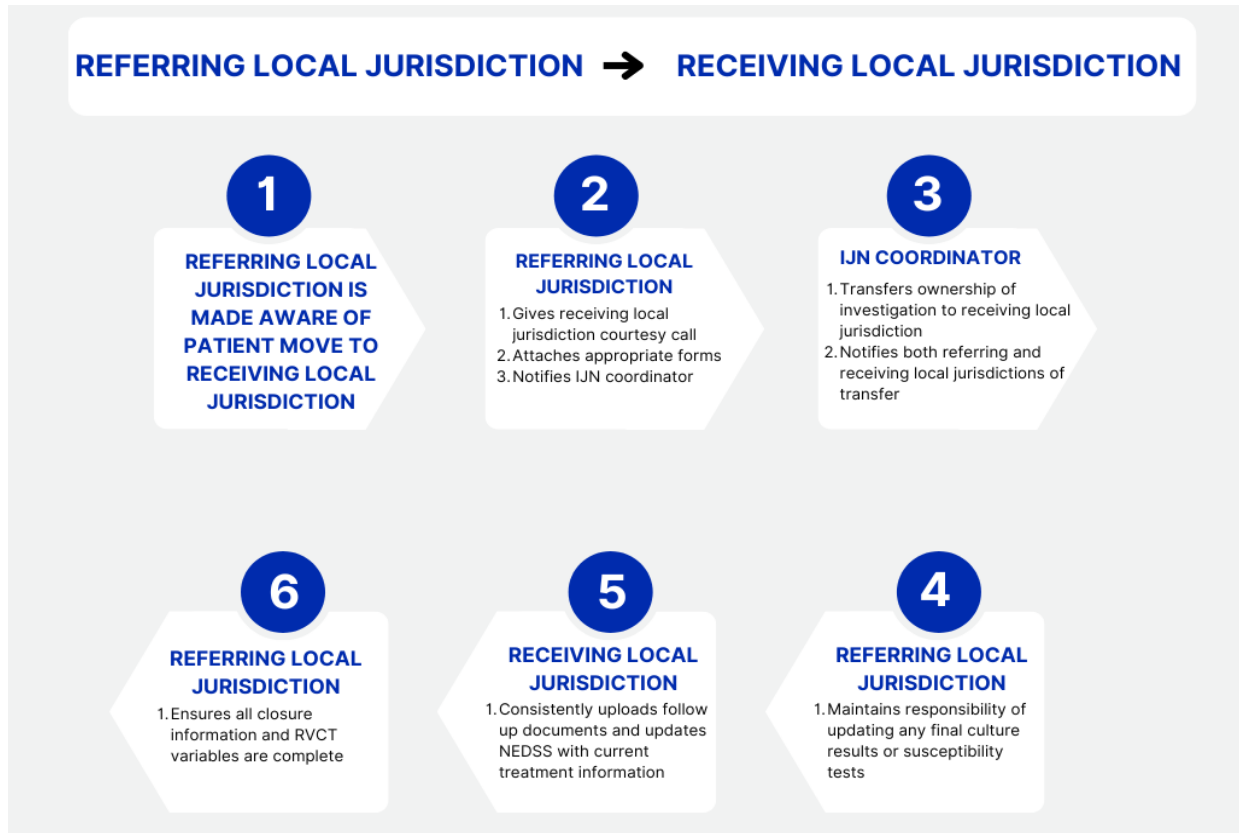 REFERRING LOCAL JURISDICTION → RECEIVING LOCAL JURISDICTION
1
REFERRING LOCAL
JURISDICTION IS
MADE AWARE OF
PATIENT MOVE TO
RECEIVING LOCAL
JURISDICTION
2
REFERRING LOCAL
JURISDICTION
1. Gives receiving local
jurisdiction courtesy call
2. Attaches appropriate forms
3. Notifies IJN coordinator
3
IJN COORDINATOR
1. Transfers ownership of
investigation to receiving local
jurisdiction
2. Notifies both referring and
receiving local jurisdictions of
transfer
4
REFERRING LOCAL
JURISDICTION
1. Maintains responsibility of
updating any final culture
results or susceptibility
tests
5
RECEIVING LOCAL
JURISDICTION
1. Consistently uploads follow
up documents and updates
NEDSS with current
treatment information
6
REFERRING LOCAL
JURISDICTION
1. Ensures all closure
information and RVCT
variables are complete